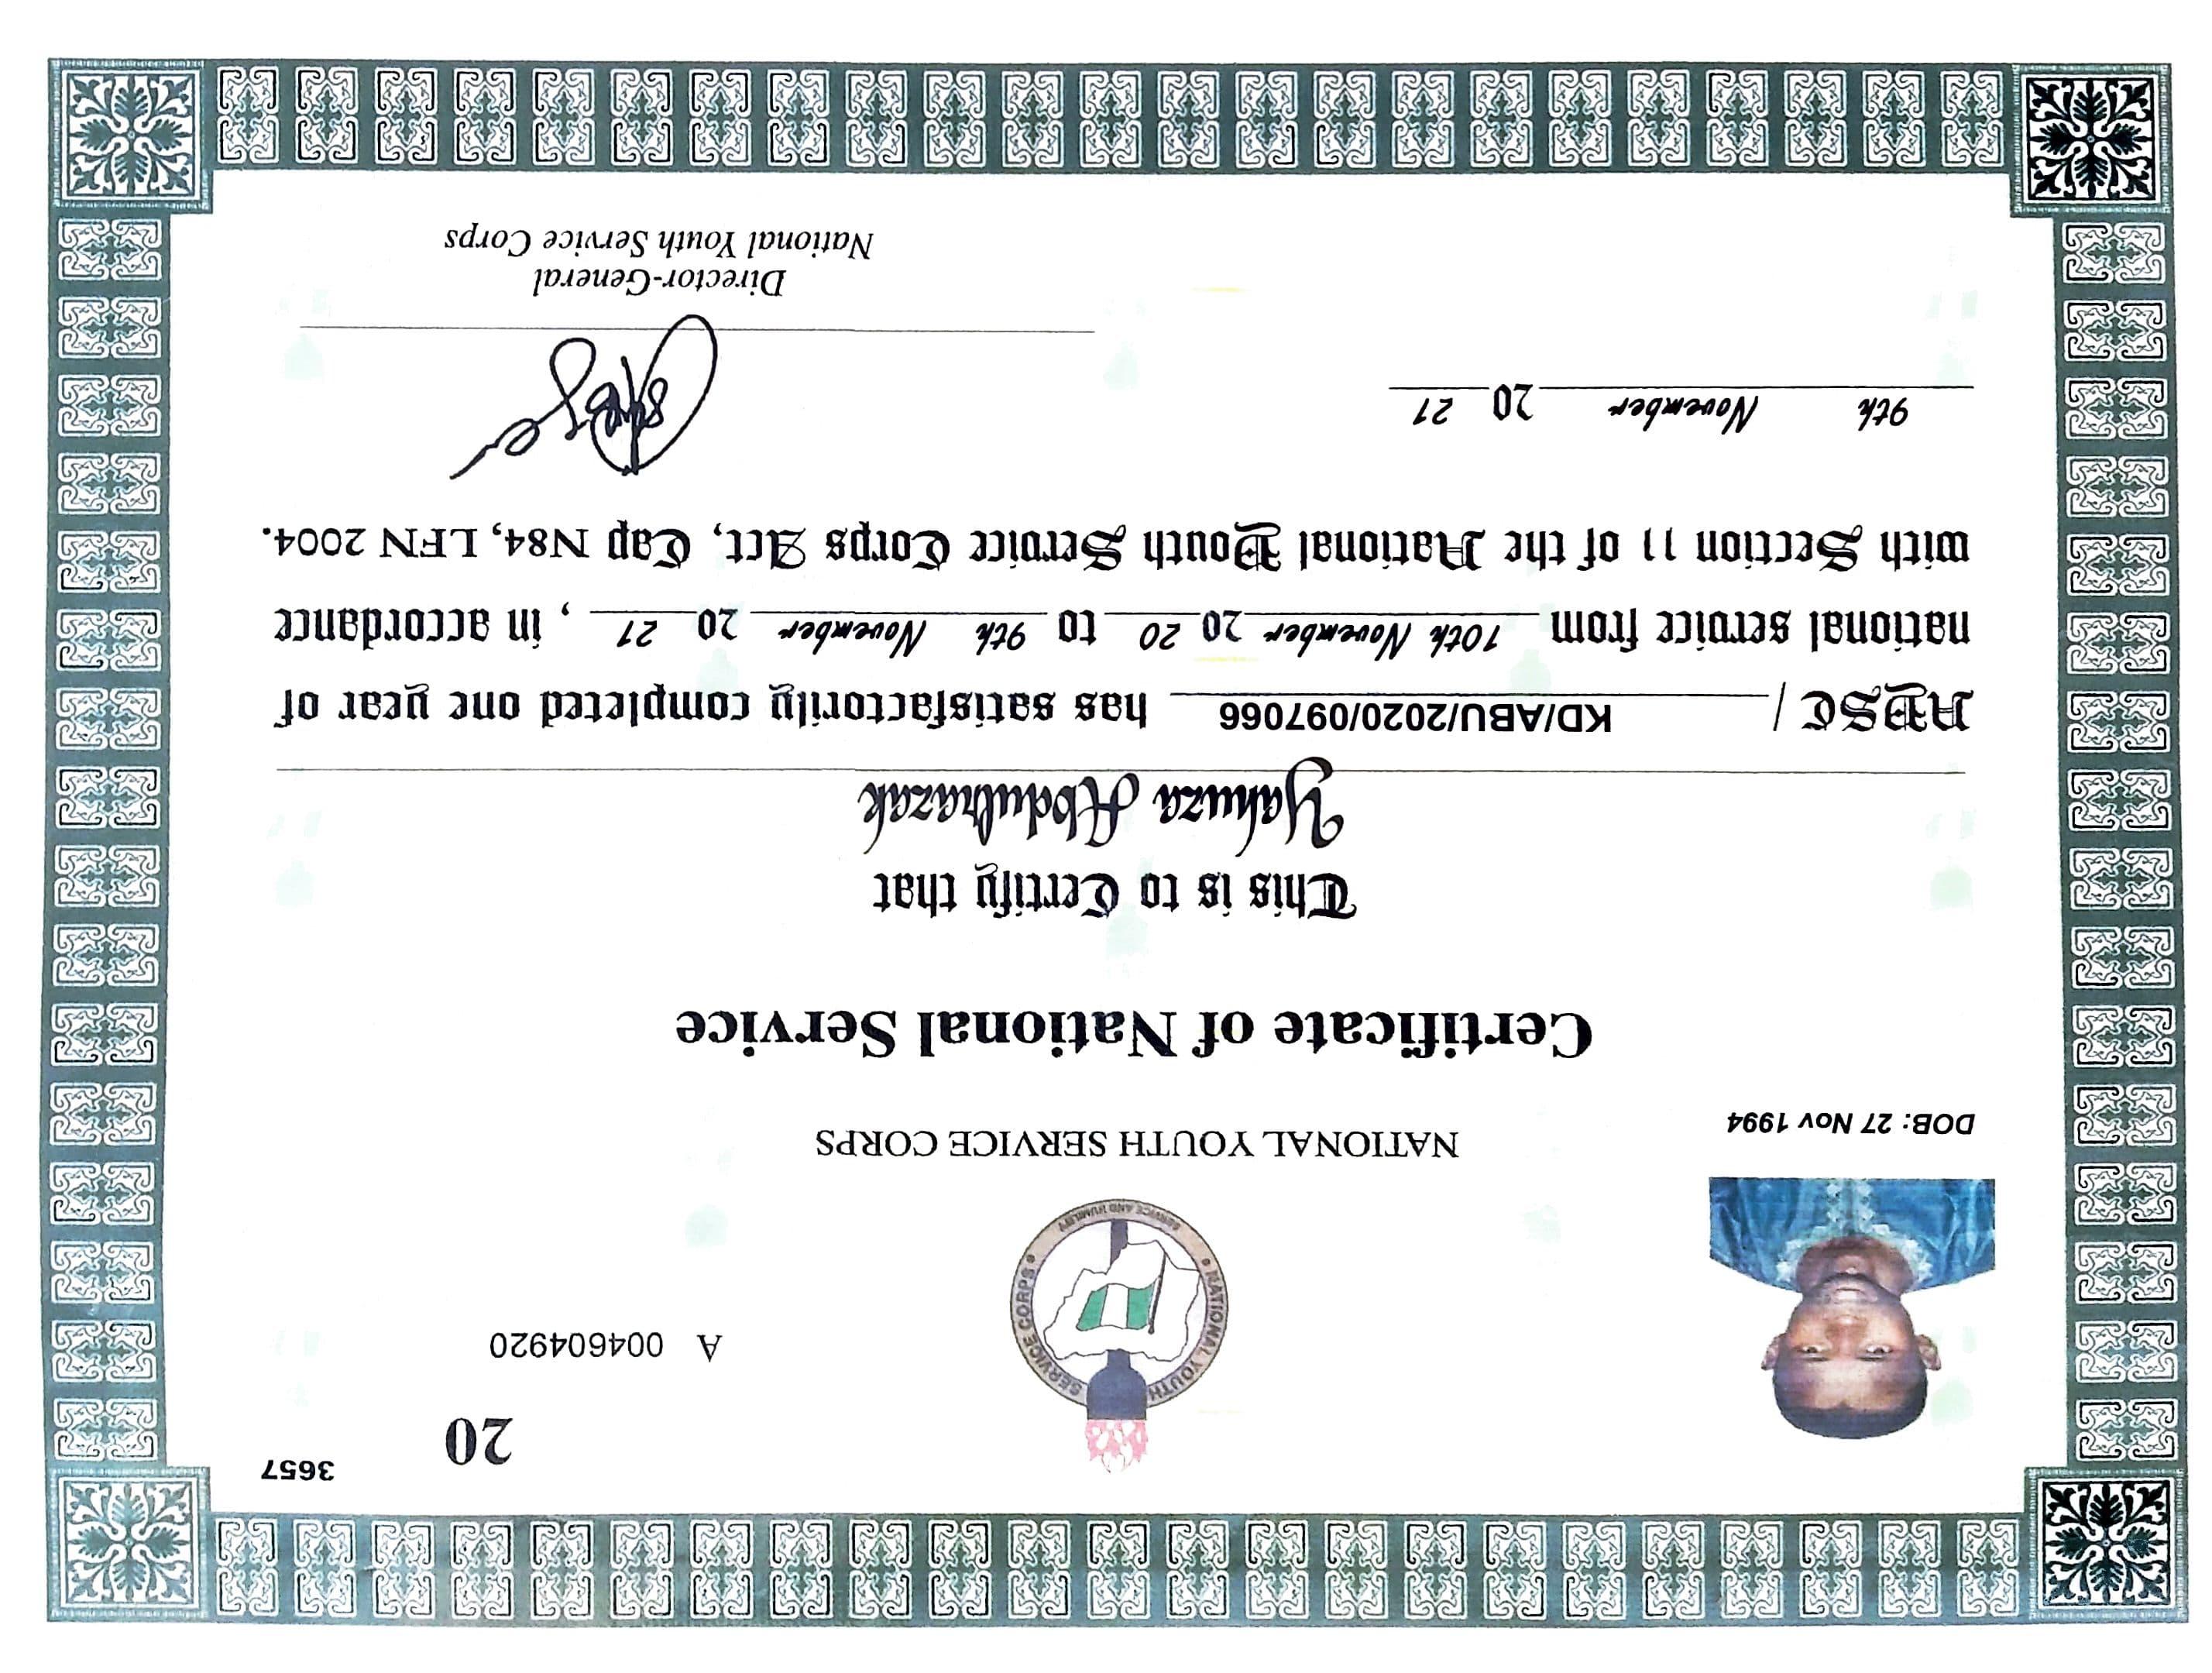 3657
20
A 004604920
NATIONAL YOUTH SERVICE CORPS
SERVICE AND HUMILITY
NATIONAL YOUTH SERVICE CORPS
DOB: 27 Nov 1994
Certificate of National Service
This is to Certify that
Yahuza Abdulrazak
NYSC / KD/ABU/2020/097066 has satisfactorily completed one year of
national service from 10th November 20 20 to 9th November 20 21, in accordance
with Section 11 of the National Youth Service Corps Act, Cap N84, LFN 2004.
9th November 20 21
Director-General
National Youth Service Corps